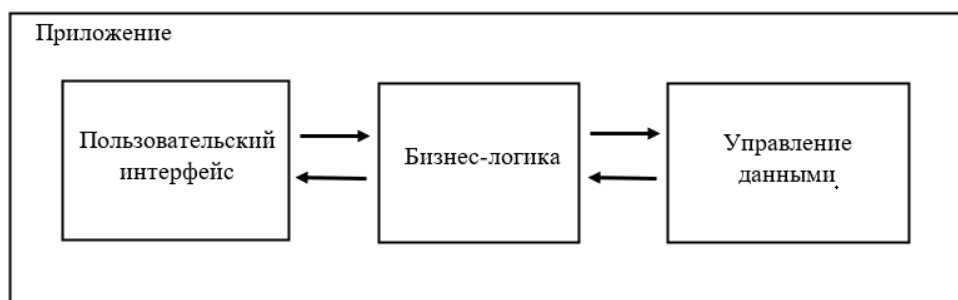 Приложение
Пользовательский
интерфейс
Бизнес-логика
Управление
данными.